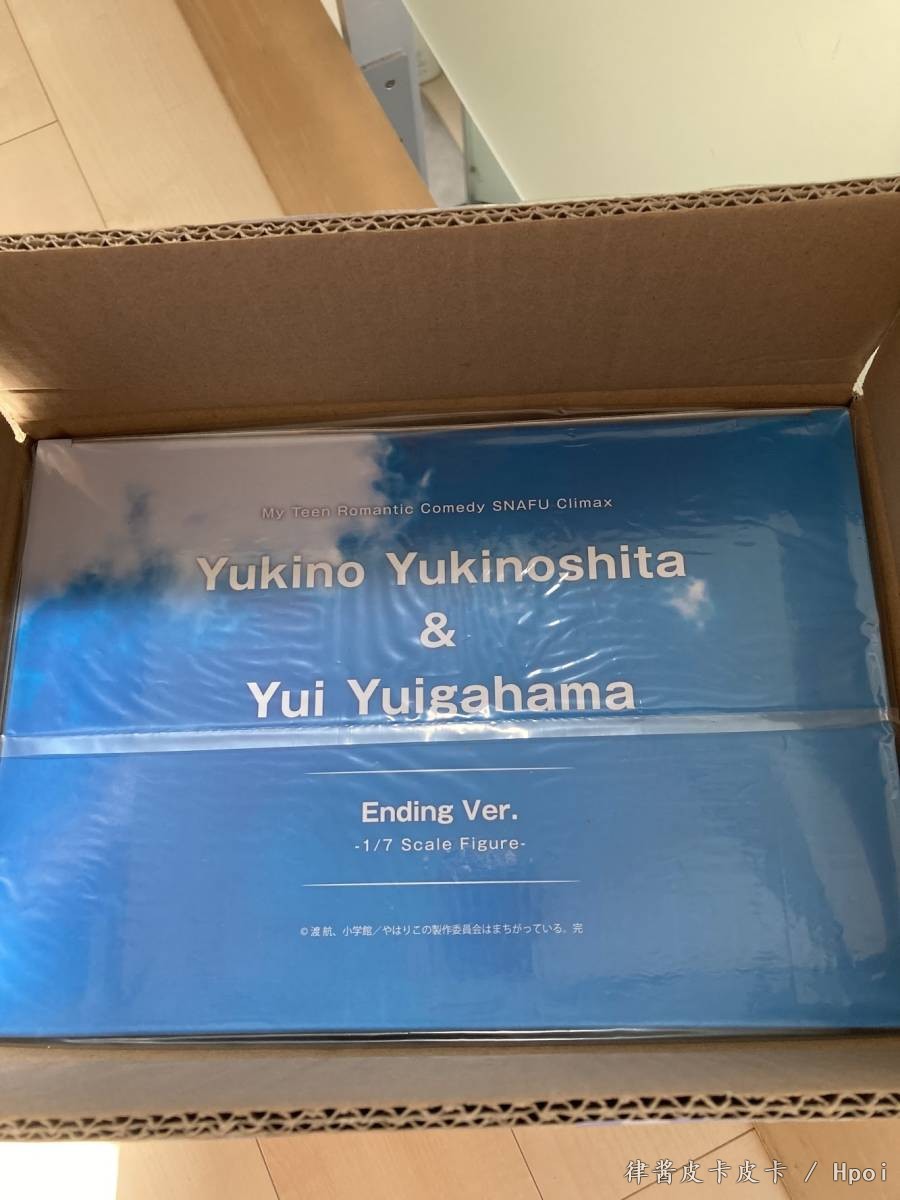 My Teen Romantic Comedy SNAFU Climax
Yukino Yukinoshita
&
Yui Yuigahama
Ending Ver.
-1/7 Scale Figure-
©渡 航、小学館／やはりこの製作委員会はまちがっている。完
律酱皮卡皮卡 / Hpoi